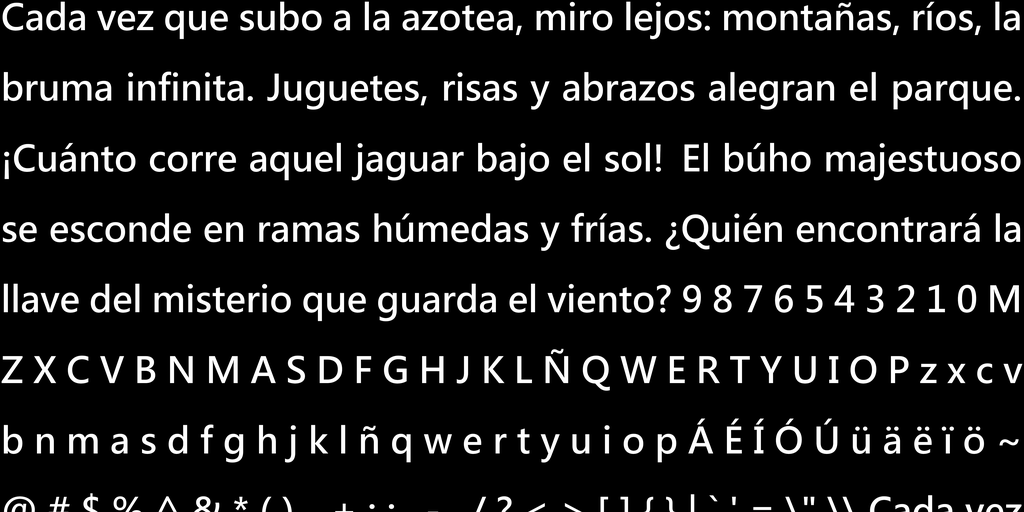 Cada vez que subo a la azotea, miro lejos: montañas, ríos, la
bruma infinita. Juguetes, risas y abrazos alegran el parque.
¡Cuánto corre aquel jaguar bajo el sol! El búho majestuoso
se esconde en ramas húmedas y frías. ¿Quién encontrará la
llave del misterio que guarda el viento? 9 8 7 6 5 4 3 2 1 0 M
Z X C V B N M A S D F G H J K L Ñ Q W E R T Y U I O P z x c v
b n m a s d f g h j k l ñ q w e r t y u i o p Á É Í Ó Ú ü ä ë ï ö ~
@ # $ % ^ & * ( ) _ + : ; , . - / ? < > [ ] { } | ` ' = \" \\ Cada vez